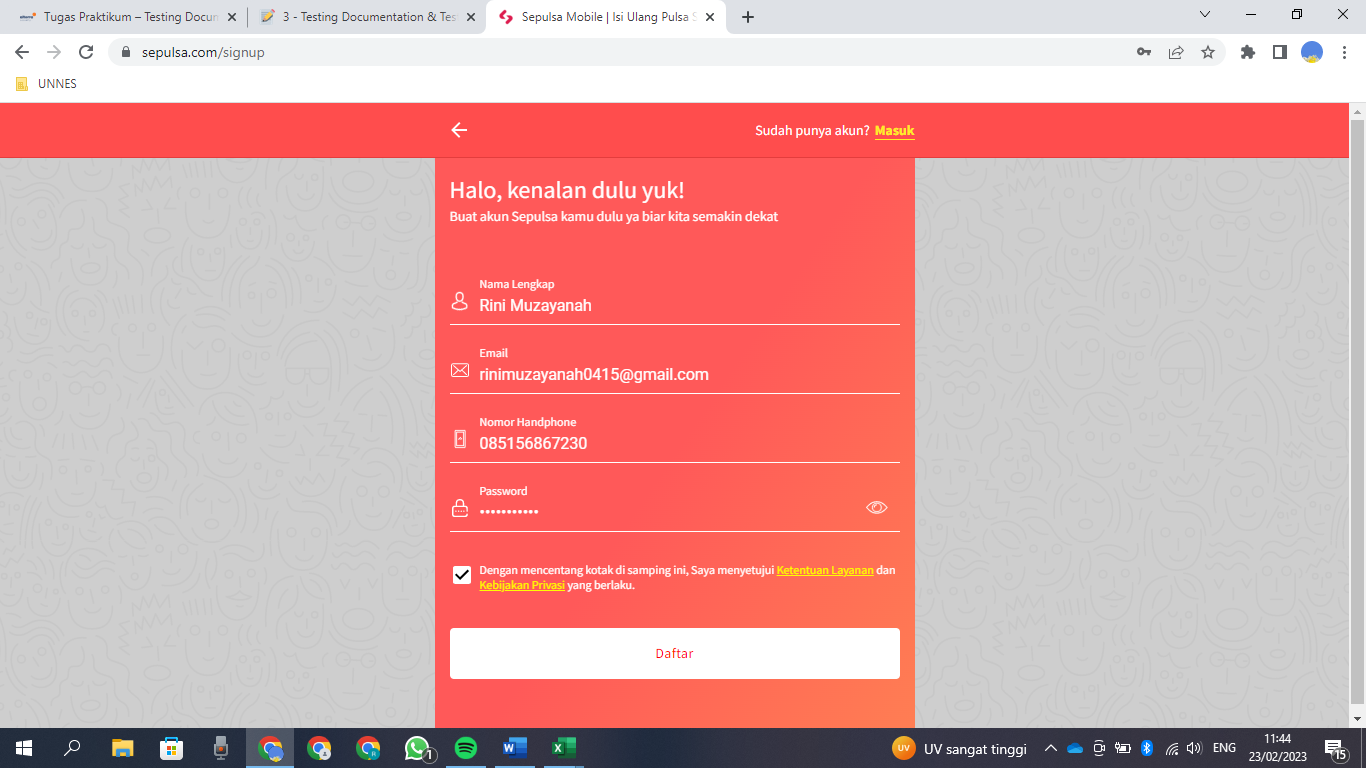 Tugas Praktikum – Testing Docun
3 - Testing Documentation & Tes
Sepulsa Mobile | Isi Ulang Pulsa S
sepulsa.com/signup
UNNES
Sudah punya akun? Masuk
Halo, kenalan dulu yuk!
Buat akun Sepulsa kamu dulu ya biar kita semakin dekat
Nama Lengkap
Rini Muzayanah
Email
rinimuzayanah0415@gmail.com
Nomor Handphone
085156867230
Password
Dengan mencentang kotak di samping ini, Saya menyetujui Ketentuan Layanan dan
Kebijakan Privasi yang berlaku.
Daftar
1
UV
UV sangat tinggi
ENG
11:44
23/02/2023
15